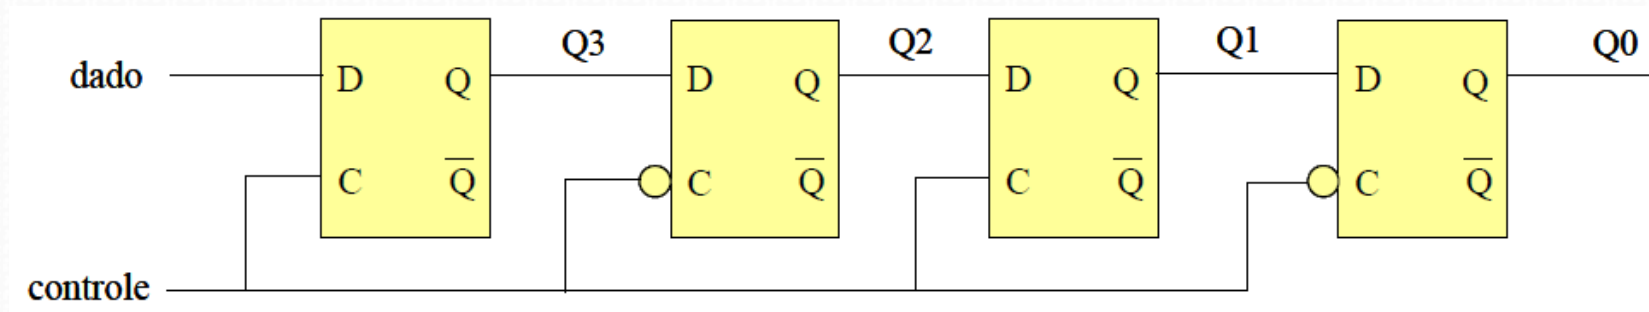 dado
D Q
C Q̅
Q3
D Q
C Q̅
Q2
D Q
C Q̅
Q1
D Q
C Q̅
Q0
controle